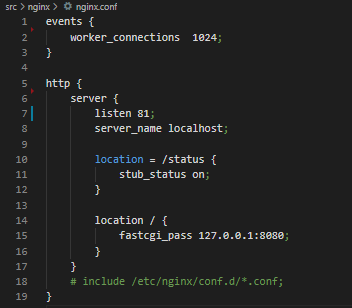 src > nginx > nginx.conf
1 events {
2     worker_connections  1024;
3 }
4
5 http {
6     server {
7         listen 81;
8         server_name localhost;
9
10         location = /status {
11             stub_status on;
12         }
13
14         location / {
15             fastcgi_pass 127.0.0.1:8080;
16         }
17     }
18     # include /etc/nginx/conf.d/*.conf;
19 }